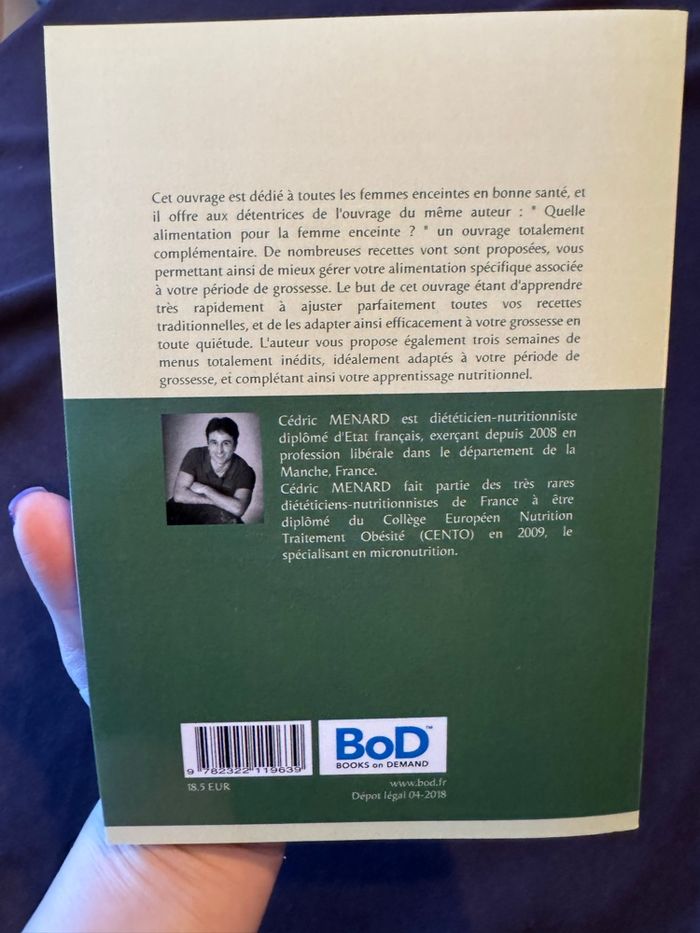 Cet ouvrage est dédié à toutes les femmes enceintes en bonne santé, et
il offre aux détentrices de l'ouvrage du même auteur : " Quelle
alimentation pour la femme enceinte ? " un ouvrage totalement
complémentaire. De nombreuses recettes vont sont proposées, vous
permettant ainsi de mieux gérer votre alimentation spécifique associée
à votre période de grossesse. Le but de cet ouvrage étant d'apprendre
très rapidement à ajuster parfaitement toutes vos recettes
traditionnelles, et de les adapter ainsi efficacement à votre grossesse en
toute quiétude. L'auteur vous propose également trois semaines de
menus totalement inédits, idéalement adaptés à votre période de
grossesse, et complétant ainsi votre apprentissage nutritionnel.
Cédric MENARD est diététicien-nutritionniste
diplômé d'Etat français, exerçant depuis 2008 en
profession libérale dans le département de la
Manche, France.
Cédric MENARD fait partie des très rares
diététiciens-nutritionnistes de France à être
diplômé du Collège Européen Nutrition
Traitement Obésité (CENTO) en 2009, le
spécialisant en micronutrition.
9 782322 119639
18.5 EUR
BoD™
BOOKS on DEMAND
www.bod.fr
Dépot légal 04-2018